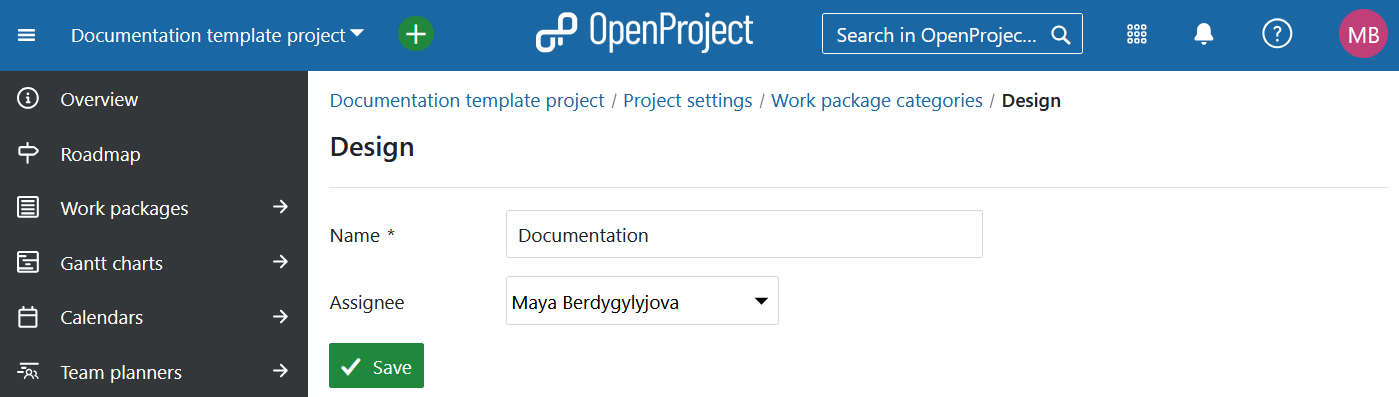 Documentation template project
OpenProject
Search in OpenProjec...
MB
Overview
Roadmap
Work packages
Gantt charts
Calendars
Team planners
Documentation template project / Project settings / Work package categories / Design
Design
Name *
Documentation
Assignee
Maya Berdygylyjova
Save